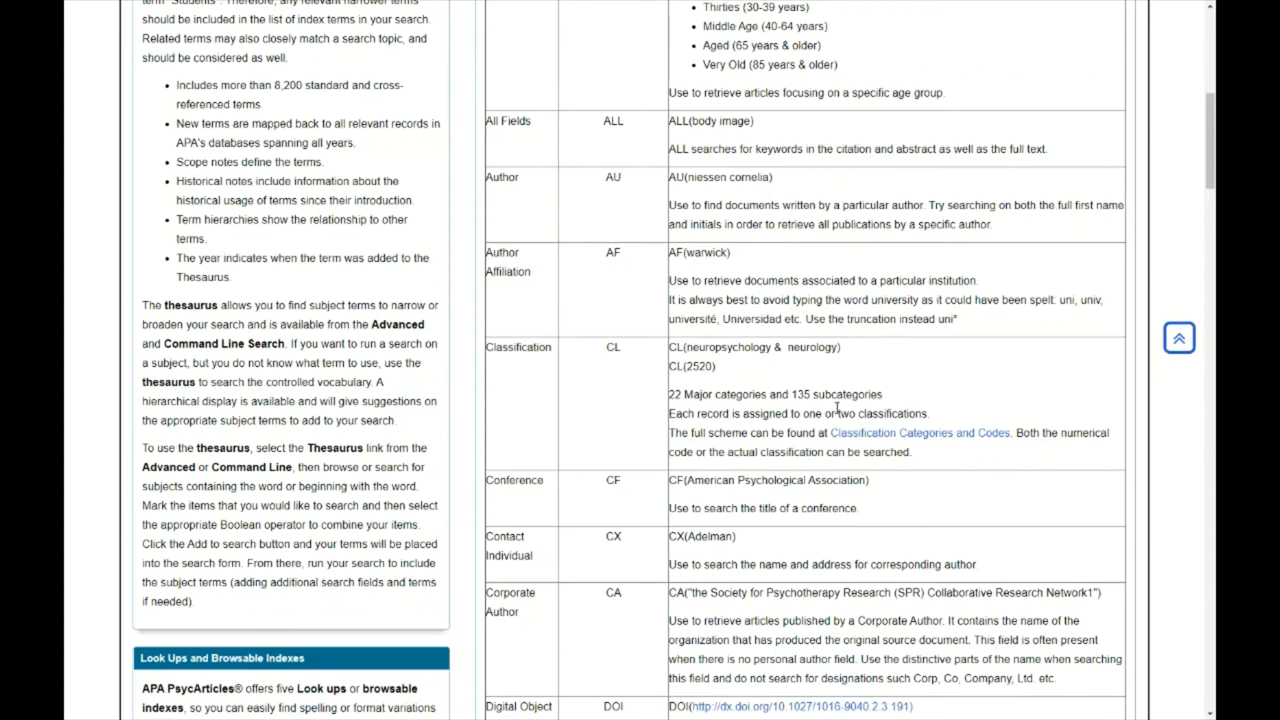 term "Students". Therefore, any relevant narrower terms
should be included in the list of index terms in your search.
Related terms may also closely match a search topic, and
should be considered as well.
Includes more than 8,200 standard and cross-
referenced terms.
New terms are mapped back to all relevant records in
APA's databases spanning all years.
Scope notes define the terms.
Historical notes include information about the
historical usage of terms since their introduction.
Term hierarchies show the relationship to other
terms.
The year indicates when the term was added to the
Thesaurus.
The thesaurus allows you to find subject terms to narrow or
broaden your search and is available from the Advanced
and Command Line Search. If you want to run a search on
a subject, but you do not know what term to use, use the
thesaurus to search the controlled vocabulary. A
hierarchical display is available and will give suggestions on
the appropriate subject terms to add to your search.
To use the thesaurus, select the Thesaurus link from the
Advanced or Command Line, then browse or search for
subjects containing the word or beginning with the word.
Mark the items that you would like to search and then select
the appropriate Boolean operator to combine your items.
Click the Add to search button and your terms will be placed
into the search form. From there, run your search to include
the subject terms (adding additional search fields and terms
if needed).
Look Ups and Browsable Indexes
APA PsycArticles® offers five Look ups or browsable
indexes, so you can easily find spelling or format variations
Thirties (30-39 years)
Middle Age (40-64 years)
Aged (65 years & older)
Very Old (85 years & older)
Use to retrieve articles focusing on a specific age group.
All Fields ALL ALL(body image)
ALL searches for keywords in the citation and abstract as well as the full text.
Author AU AU(niessen cornelia)
Use to find documents written by a particular author. Try searching on both the full first name
and initials in order to retrieve all publications by a specific author.
Author AF AF(warwick)
Affiliation
Use to retrieve documents associated to a particular institution.
It is always best to avoid typing the word university as it could have been spelt: uni, univ,
université, Universidad etc. Use the truncation instead uni*
Classification CL CL(neuropsychology & neurology)
CL(2520)
22 Major categories and 135 subcategories
Each record is assigned to one or two classifications.
The full scheme can be found at Classification Categories and Codes. Both the numerical
code or the actual classification can be searched.
Conference CF CF(American Psychological Association)
Use to search the title of a conference.
Contact CX CX(Adelman)
Individual
Use to search the name and address for corresponding author.
Corporate CA CA("the Society for Psychotherapy Research (SPR) Collaborative Research Network1")
Author
Use to retrieve articles published by a Corporate Author. It contains the name of the
organization that has produced the original source document. This field is often present
when there is no personal author field. Use the distinctive parts of the name when searching
this field and do not search for designations such Corp, Co, Company, Ltd. etc.
Digital Object DOI DOI(http://dx.doi.org/10.1027/1016-9040.2.3.191)